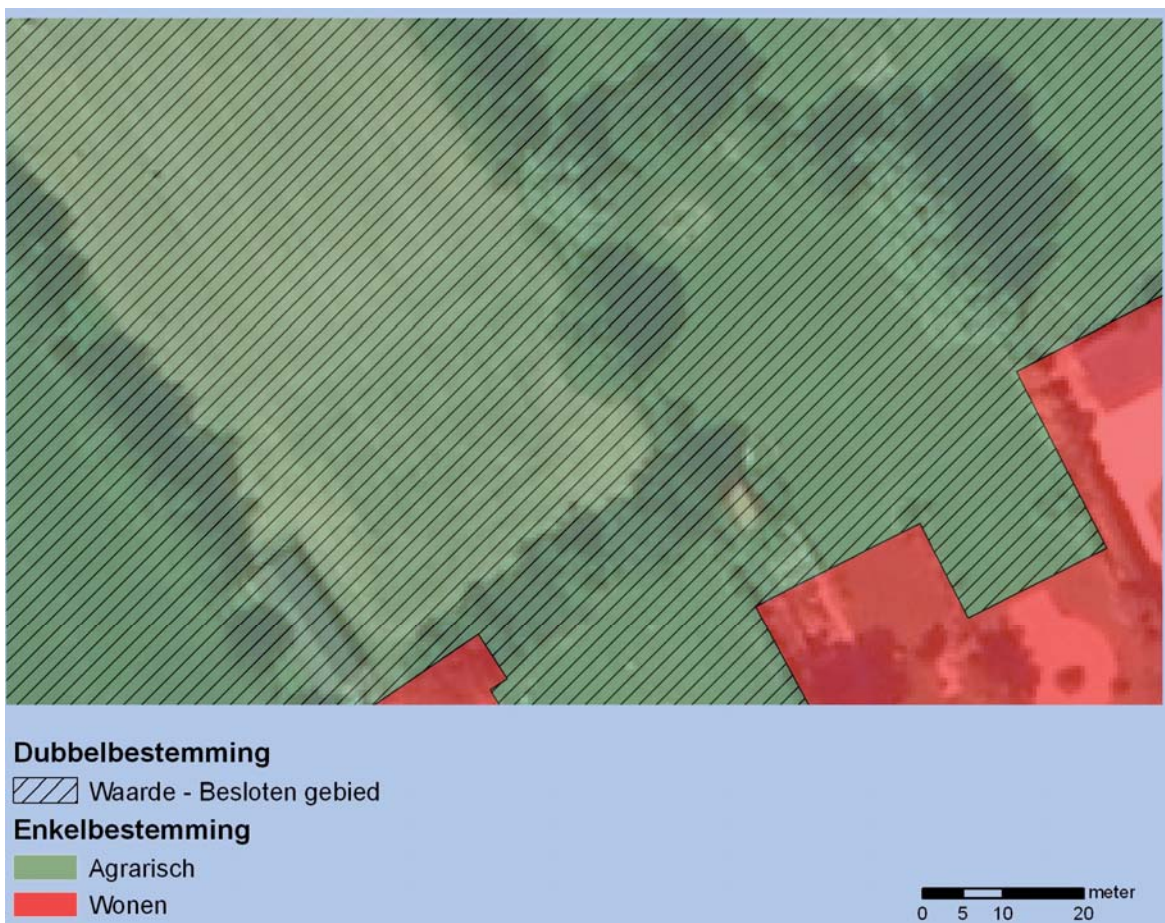 Dubbelbestemming
Waarde - Besloten gebied
Enkelbestemming
Agrarisch
Wonen
meter
0 5 10 20